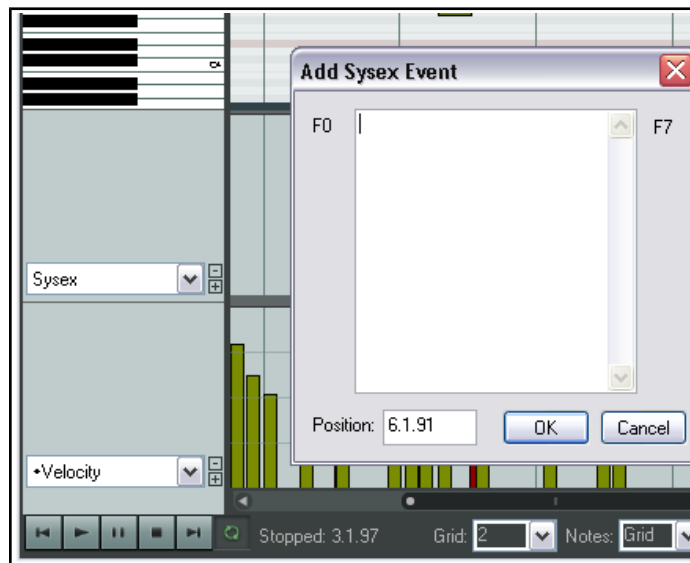 Add Sysex Event
F0
F7
Sysex
Position: 6.1.91 OK Cancel
•Velocity
Stopped: 3.1.97 Grid: 2 Notes: Grid